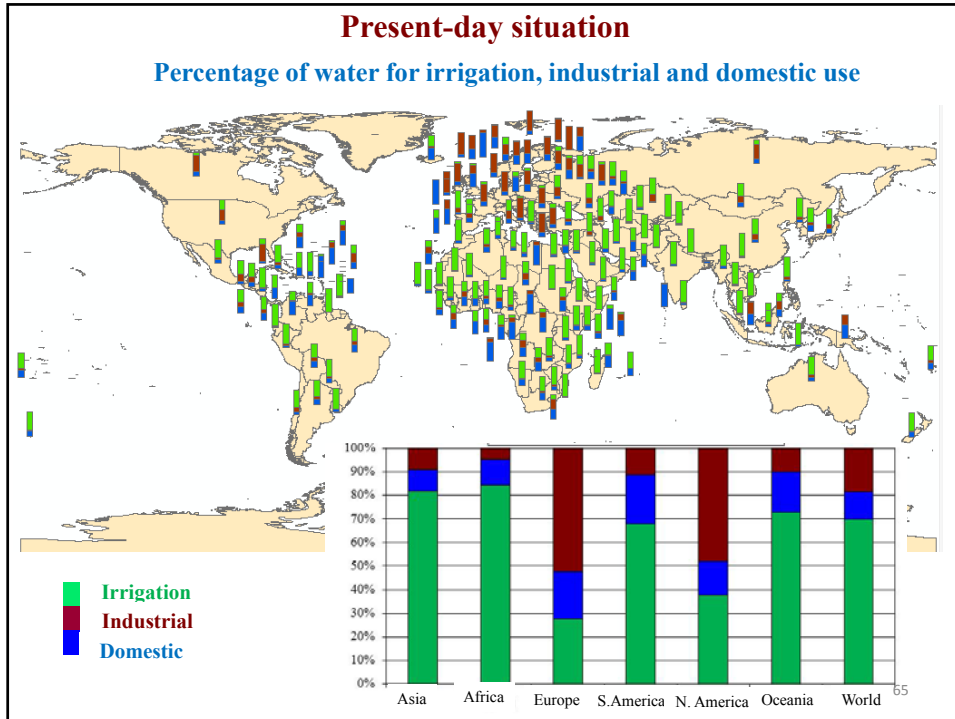 Present-day situation
Percentage of water for irrigation, industrial and domestic use
100%
90%
80%
70%
60%
50%
40%
30%
20%
10%
0%
Asia Africa Europe S.America N. America Oceania World
Irrigation
Industrial
Domestic
65